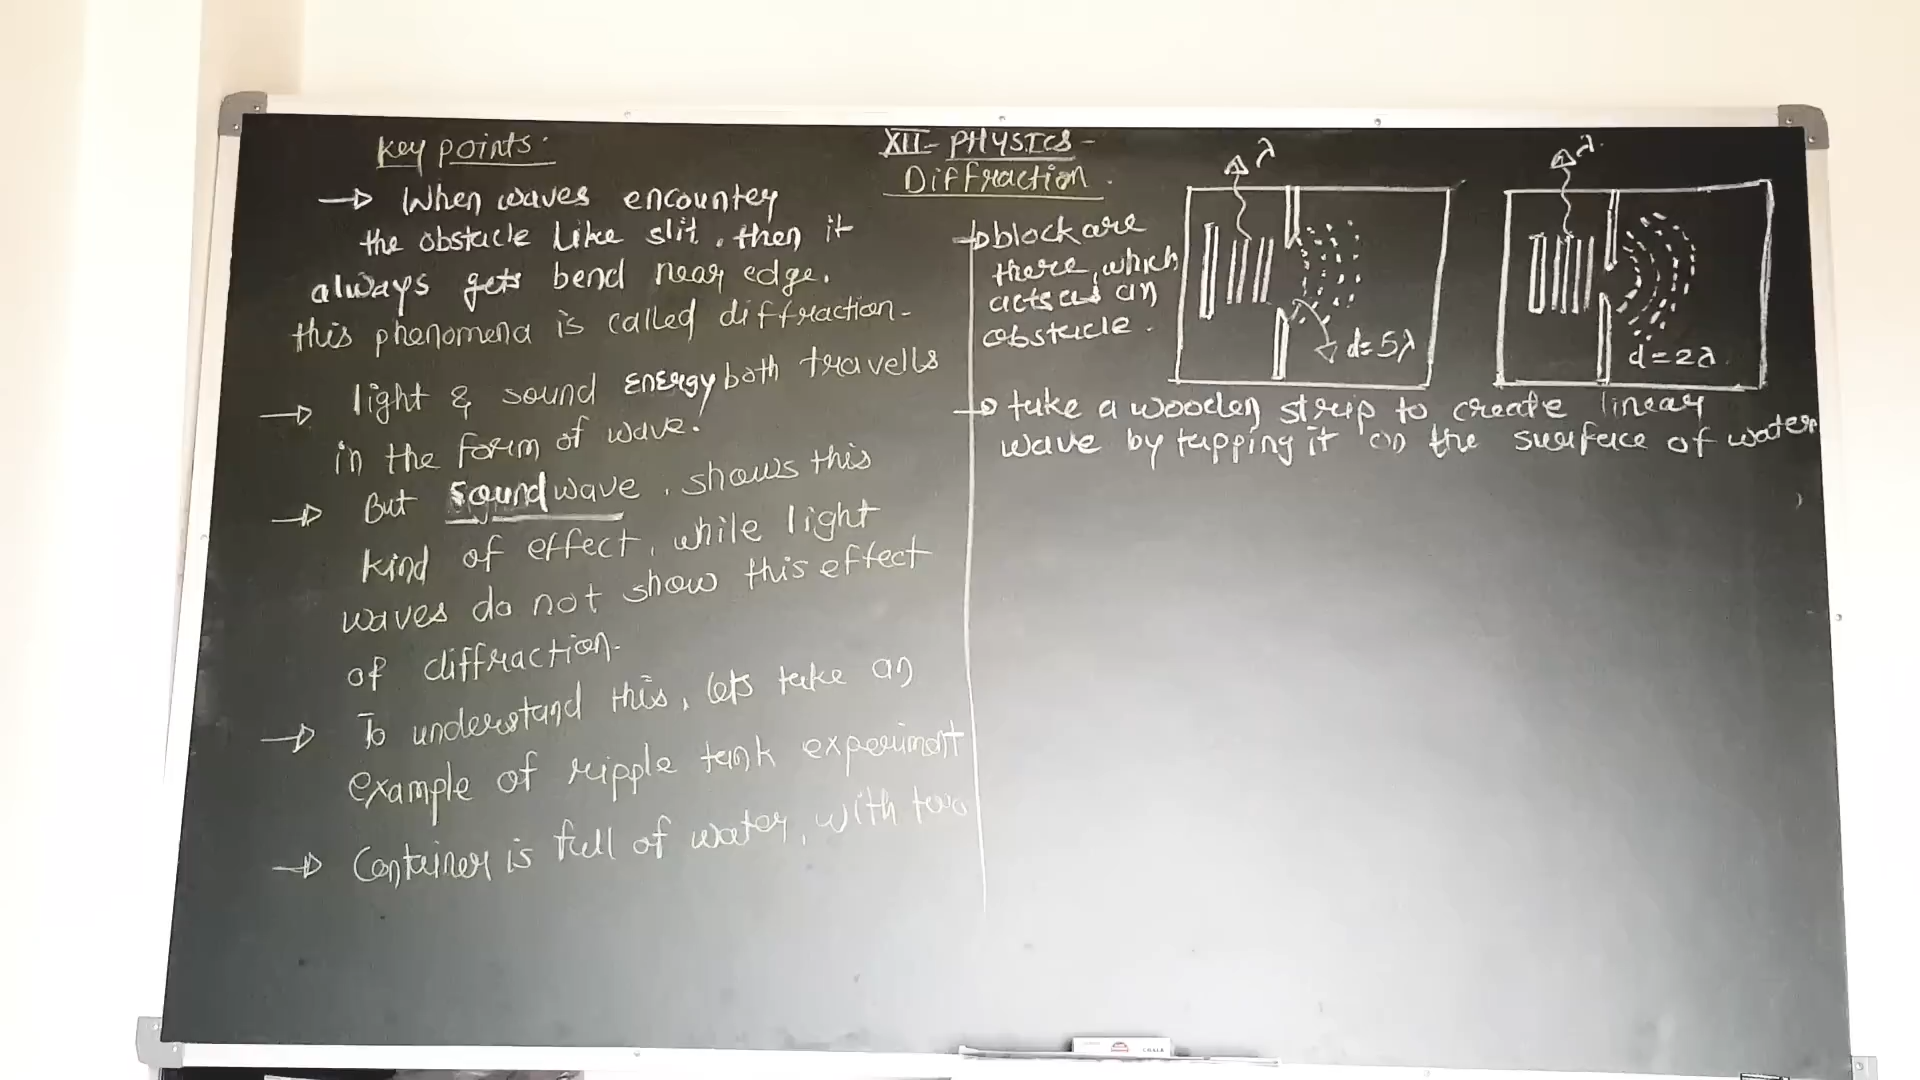 Key points.
→ When waves encounter
the obstacle like slit, then it
always gets bend near edge.
this phenomena is called diffraction-
→ light & sound ENERGY both travells
in the form of wave.
→ But sound wave, shows this
kind of effect, while light
waves do not show this effect
of diffraction.
→ To understand this, lets take an
example of ripple tank experiment
→ Container is full of water, with two
XII- PHYSICS-
Diffraction.
→ block are
there, which
acts as an
obstacle.
λ
d=5λ
λ.
d=2λ
→ take a wooden strip to create linear
wave by tapping it on the surface of water
CHALK